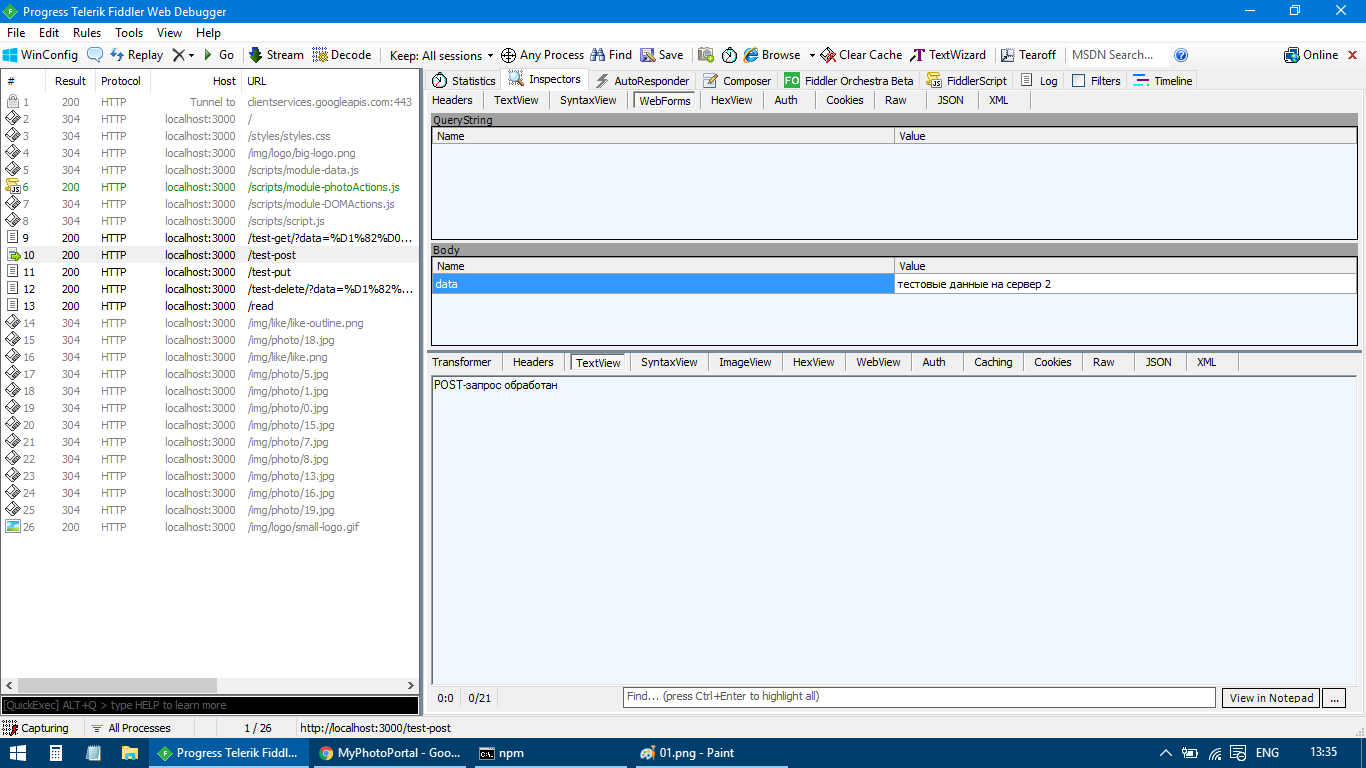 Progress Telerik Fiddler Web Debugger
File Edit Rules Tools View Help
WinConfig Replay Go Stream Decode Keep: All sessions Any Process Find Save Browse Clear Cache TextWizard Tearoff MSDN Search... Online
# Result Protocol Host URL
1 200 HTTP Tunnel to clientservices.googleapis.com:443
2 304 HTTP localhost:3000 /
3 304 HTTP localhost:3000 /styles/styles.css
4 304 HTTP localhost:3000 /img/logo/big-logo.png
5 304 HTTP localhost:3000 /scripts/module-data.js
6 200 HTTP localhost:3000 /scripts/module-photoActions.js
7 304 HTTP localhost:3000 /scripts/module-DOMActions.js
8 304 HTTP localhost:3000 /scripts/script.js
9 200 HTTP localhost:3000 /test-get/?data=%D1%82%D0...
10 200 HTTP localhost:3000 /test-post
11 200 HTTP localhost:3000 /test-put
12 200 HTTP localhost:3000 /test-delete/?data=%D1%82%...
13 200 HTTP localhost:3000 /read
14 304 HTTP localhost:3000 /img/like/like-outline.png
15 304 HTTP localhost:3000 /img/photo/18.jpg
16 304 HTTP localhost:3000 /img/like/like.png
17 304 HTTP localhost:3000 /img/photo/5.jpg
18 304 HTTP localhost:3000 /img/photo/1.jpg
19 304 HTTP localhost:3000 /img/photo/0.jpg
20 304 HTTP localhost:3000 /img/photo/15.jpg
21 304 HTTP localhost:3000 /img/photo/7.jpg
22 304 HTTP localhost:3000 /img/photo/8.jpg
23 304 HTTP localhost:3000 /img/photo/13.jpg
24 304 HTTP localhost:3000 /img/photo/16.jpg
25 304 HTTP localhost:3000 /img/photo/19.jpg
26 200 HTTP localhost:3000 /img/logo/small-logo.gif
[QuickExec] ALT+Q > type HELP to learn more
Statistics Inspectors AutoResponder Composer FO Fiddler Orchestra Beta FiddlerScript Log Filters Timeline
Headers TextView SyntaxView WebForms HexView Auth Cookies Raw JSON XML
QueryString
Name Value
Body
Name Value
data тестовые данные на сервер 2
Transformer Headers TextView SyntaxView ImageView HexView WebView Auth Caching Cookies Raw JSON XML
POST-запрос обработан
0:0 0/21 Find... (press Ctrl+Enter to highlight all) View in Notepad ...
Capturing All Processes 1 / 26 http://localhost:3000/test-post
Progress Telerik Fiddl... MyPhotoPortal - Goo... npm 01.png - Paint ENG 13:35